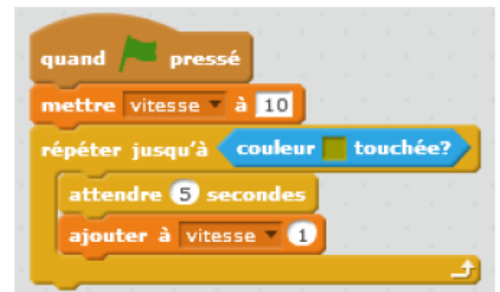 quand pressé
mettre vitesse à 10
répéter jusqu'à couleur touchée?
attendre 5 secondes
ajouter à vitesse 1